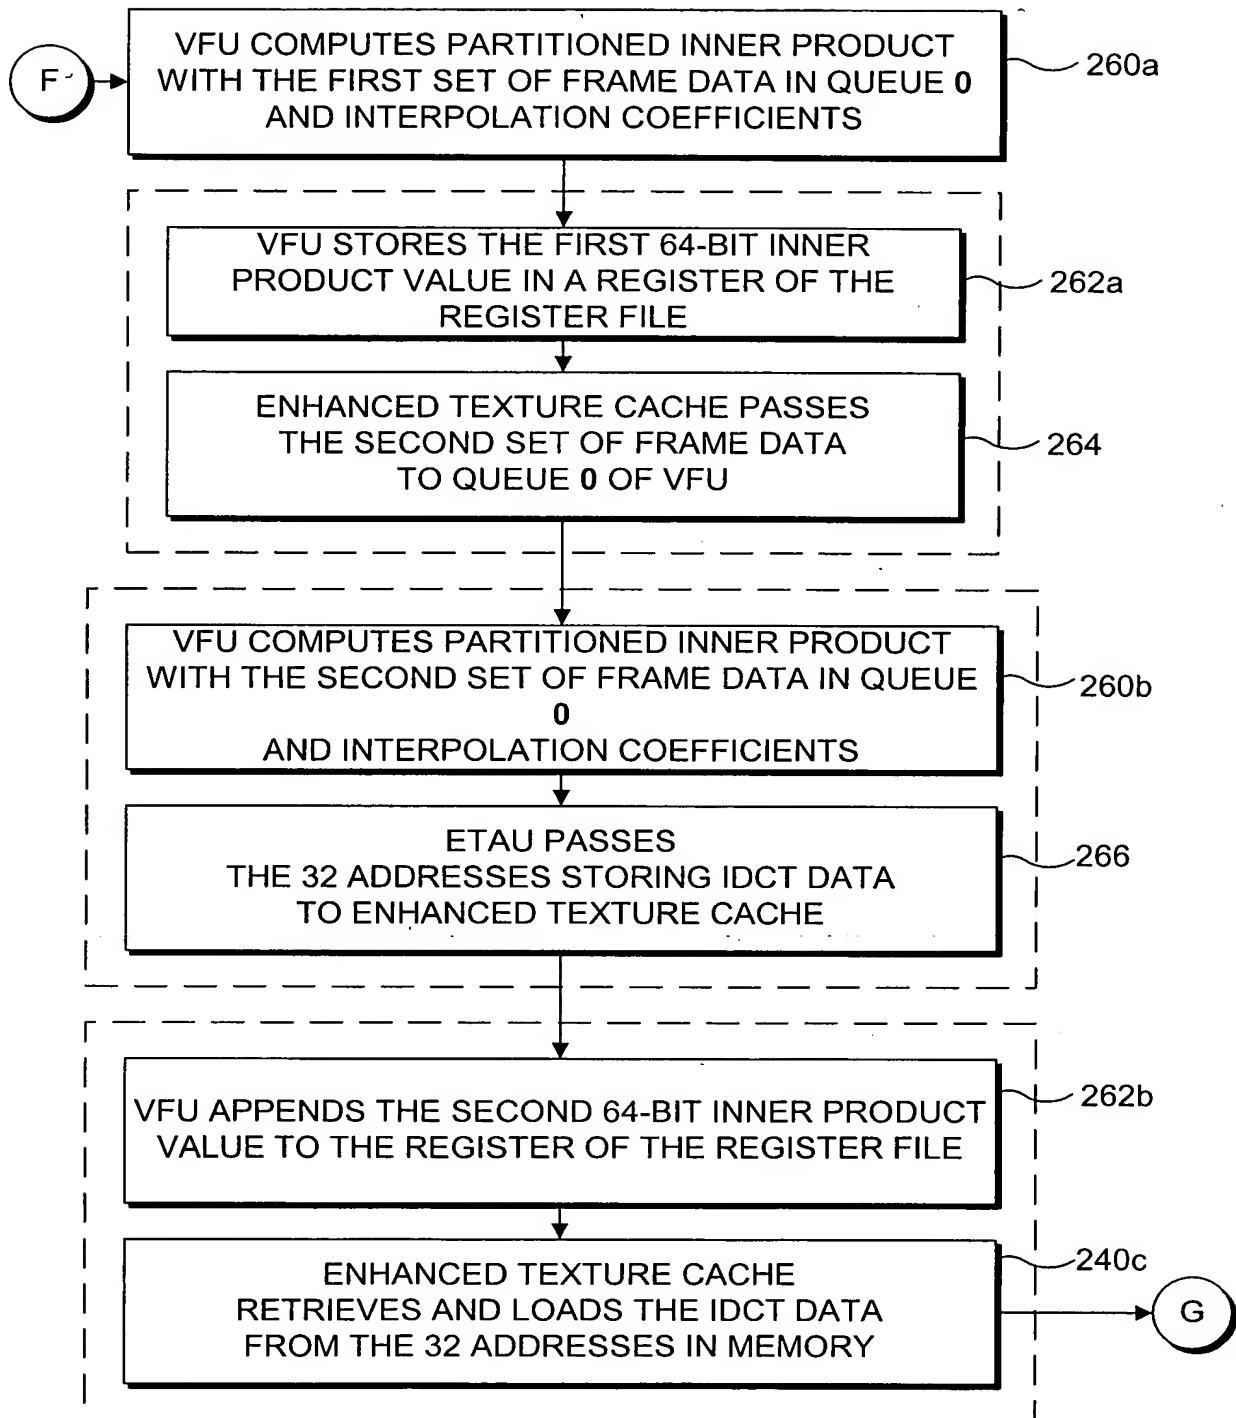 VFU COMPUTES PARTITIONED INNER PRODUCT
WITH THE FIRST SET OF FRAME DATA IN QUEUE 0
AND INTERPOLATION COEFFICIENTS
260a
F
VFU STORES THE FIRST 64-BIT INNER
PRODUCT VALUE IN A REGISTER OF THE
REGISTER FILE
262a
ENHANCED TEXTURE CACHE PASSES
THE SECOND SET OF FRAME DATA
TO QUEUE 0 OF VFU
264
VFU COMPUTES PARTITIONED INNER PRODUCT
WITH THE SECOND SET OF FRAME DATA IN QUEUE
0
AND INTERPOLATION COEFFICIENTS
260b
ETAU PASSES
THE 32 ADDRESSES STORING IDCT DATA
TO ENHANCED TEXTURE CACHE
266
VFU APPENDS THE SECOND 64-BIT INNER PRODUCT
VALUE TO THE REGISTER OF THE REGISTER FILE
262b
ENHANCED TEXTURE CACHE
RETRIEVES AND LOADS THE IDCT DATA
FROM THE 32 ADDRESSES IN MEMORY
240c
G